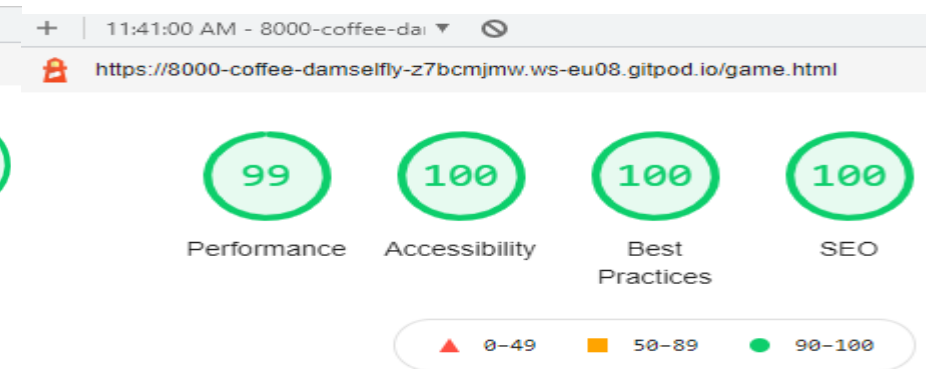 + 11:41:00 AM - 8000-coffee-da
https://8000-coffee-damselfly-z7bcmjmw.ws-eu08.gitpod.io/game.html
99 100 100 100
Performance Accessibility Best Practices SEO
0–49 50–89 90–100